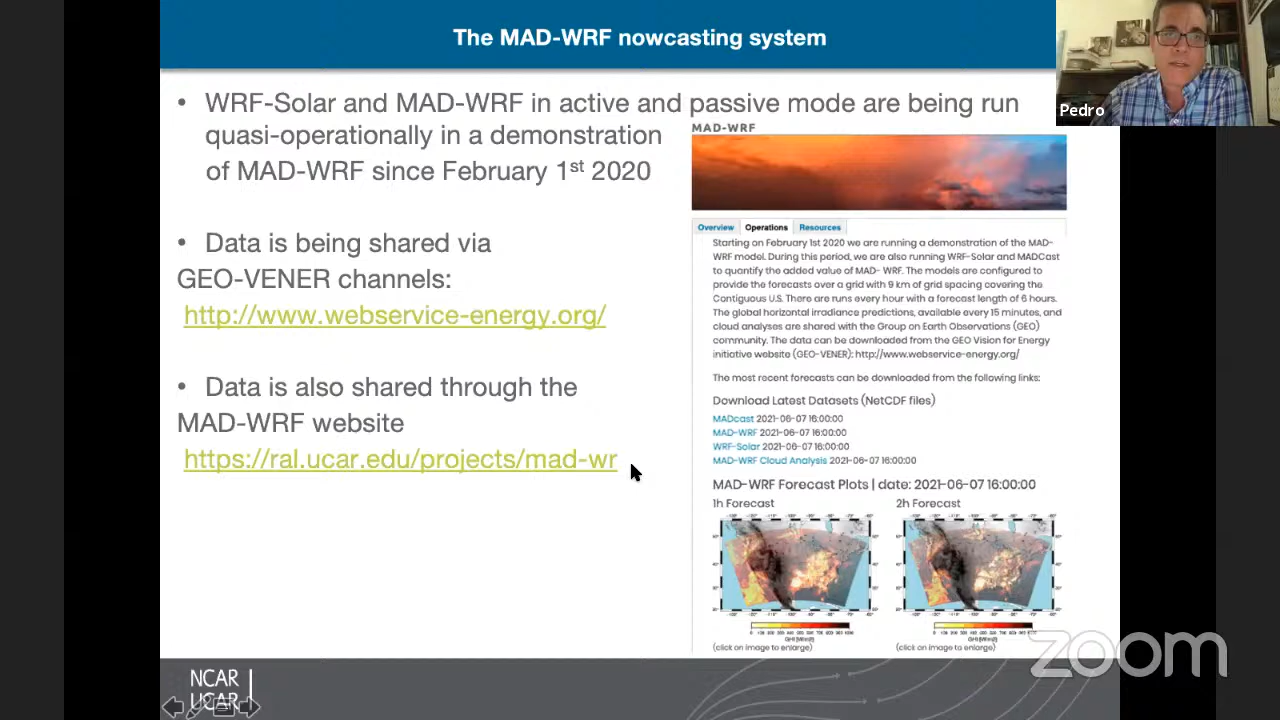 The MAD-WRF nowcasting system
Pedro
• WRF-Solar and MAD-WRF in active and passive mode are being run
quasi-operationally in a demonstration
of MAD-WRF since February 1st 2020
• Data is being shared via
GEO-VENER channels:
http://www.webservice-energy.org/
• Data is also shared through the
MAD-WRF website
https://ral.ucar.edu/projects/mad-wr
MAD-WRF
Overview Operations Resources
Starting on February 1st 2020 we are running a demonstration of the MAD-
WRF model. During this period, we are also running WRF-Solar and MADCast
to quantify the added value of MAD- WRF. The models are configured to
provide the forecasts over a grid with 9 km of grid spacing covering the
Contiguous U.S. There are runs every hour with a forecast length of 6 hours.
The global horizontal irradiance predictions, available every 15 minutes, and
cloud analyses are shared with the Group on Earth Observations (GEO)
community. The data can be downloaded from the GEO Vision for Energy
initiative website (GEO-VENER): http://www.webservice-energy.org/
The most recent forecasts can be downloaded from the following links:
Download Latest Datasets (NetCDF files)
MADcast 2021-06-07 16:00:00
MAD-WRF 2021-06-07 16:00:00
WRF-Solar 2021-06-07 16:00:00
MAD-WRF Cloud Analysis 2021-06-07 16:00:00
MAD-WRF Forecast Plots | date: 2021-06-07 16:00:00
1h Forecast 2h Forecast
(click on image to enlarge) (click on image to enlarge)
zoom
NCAR
UCAR